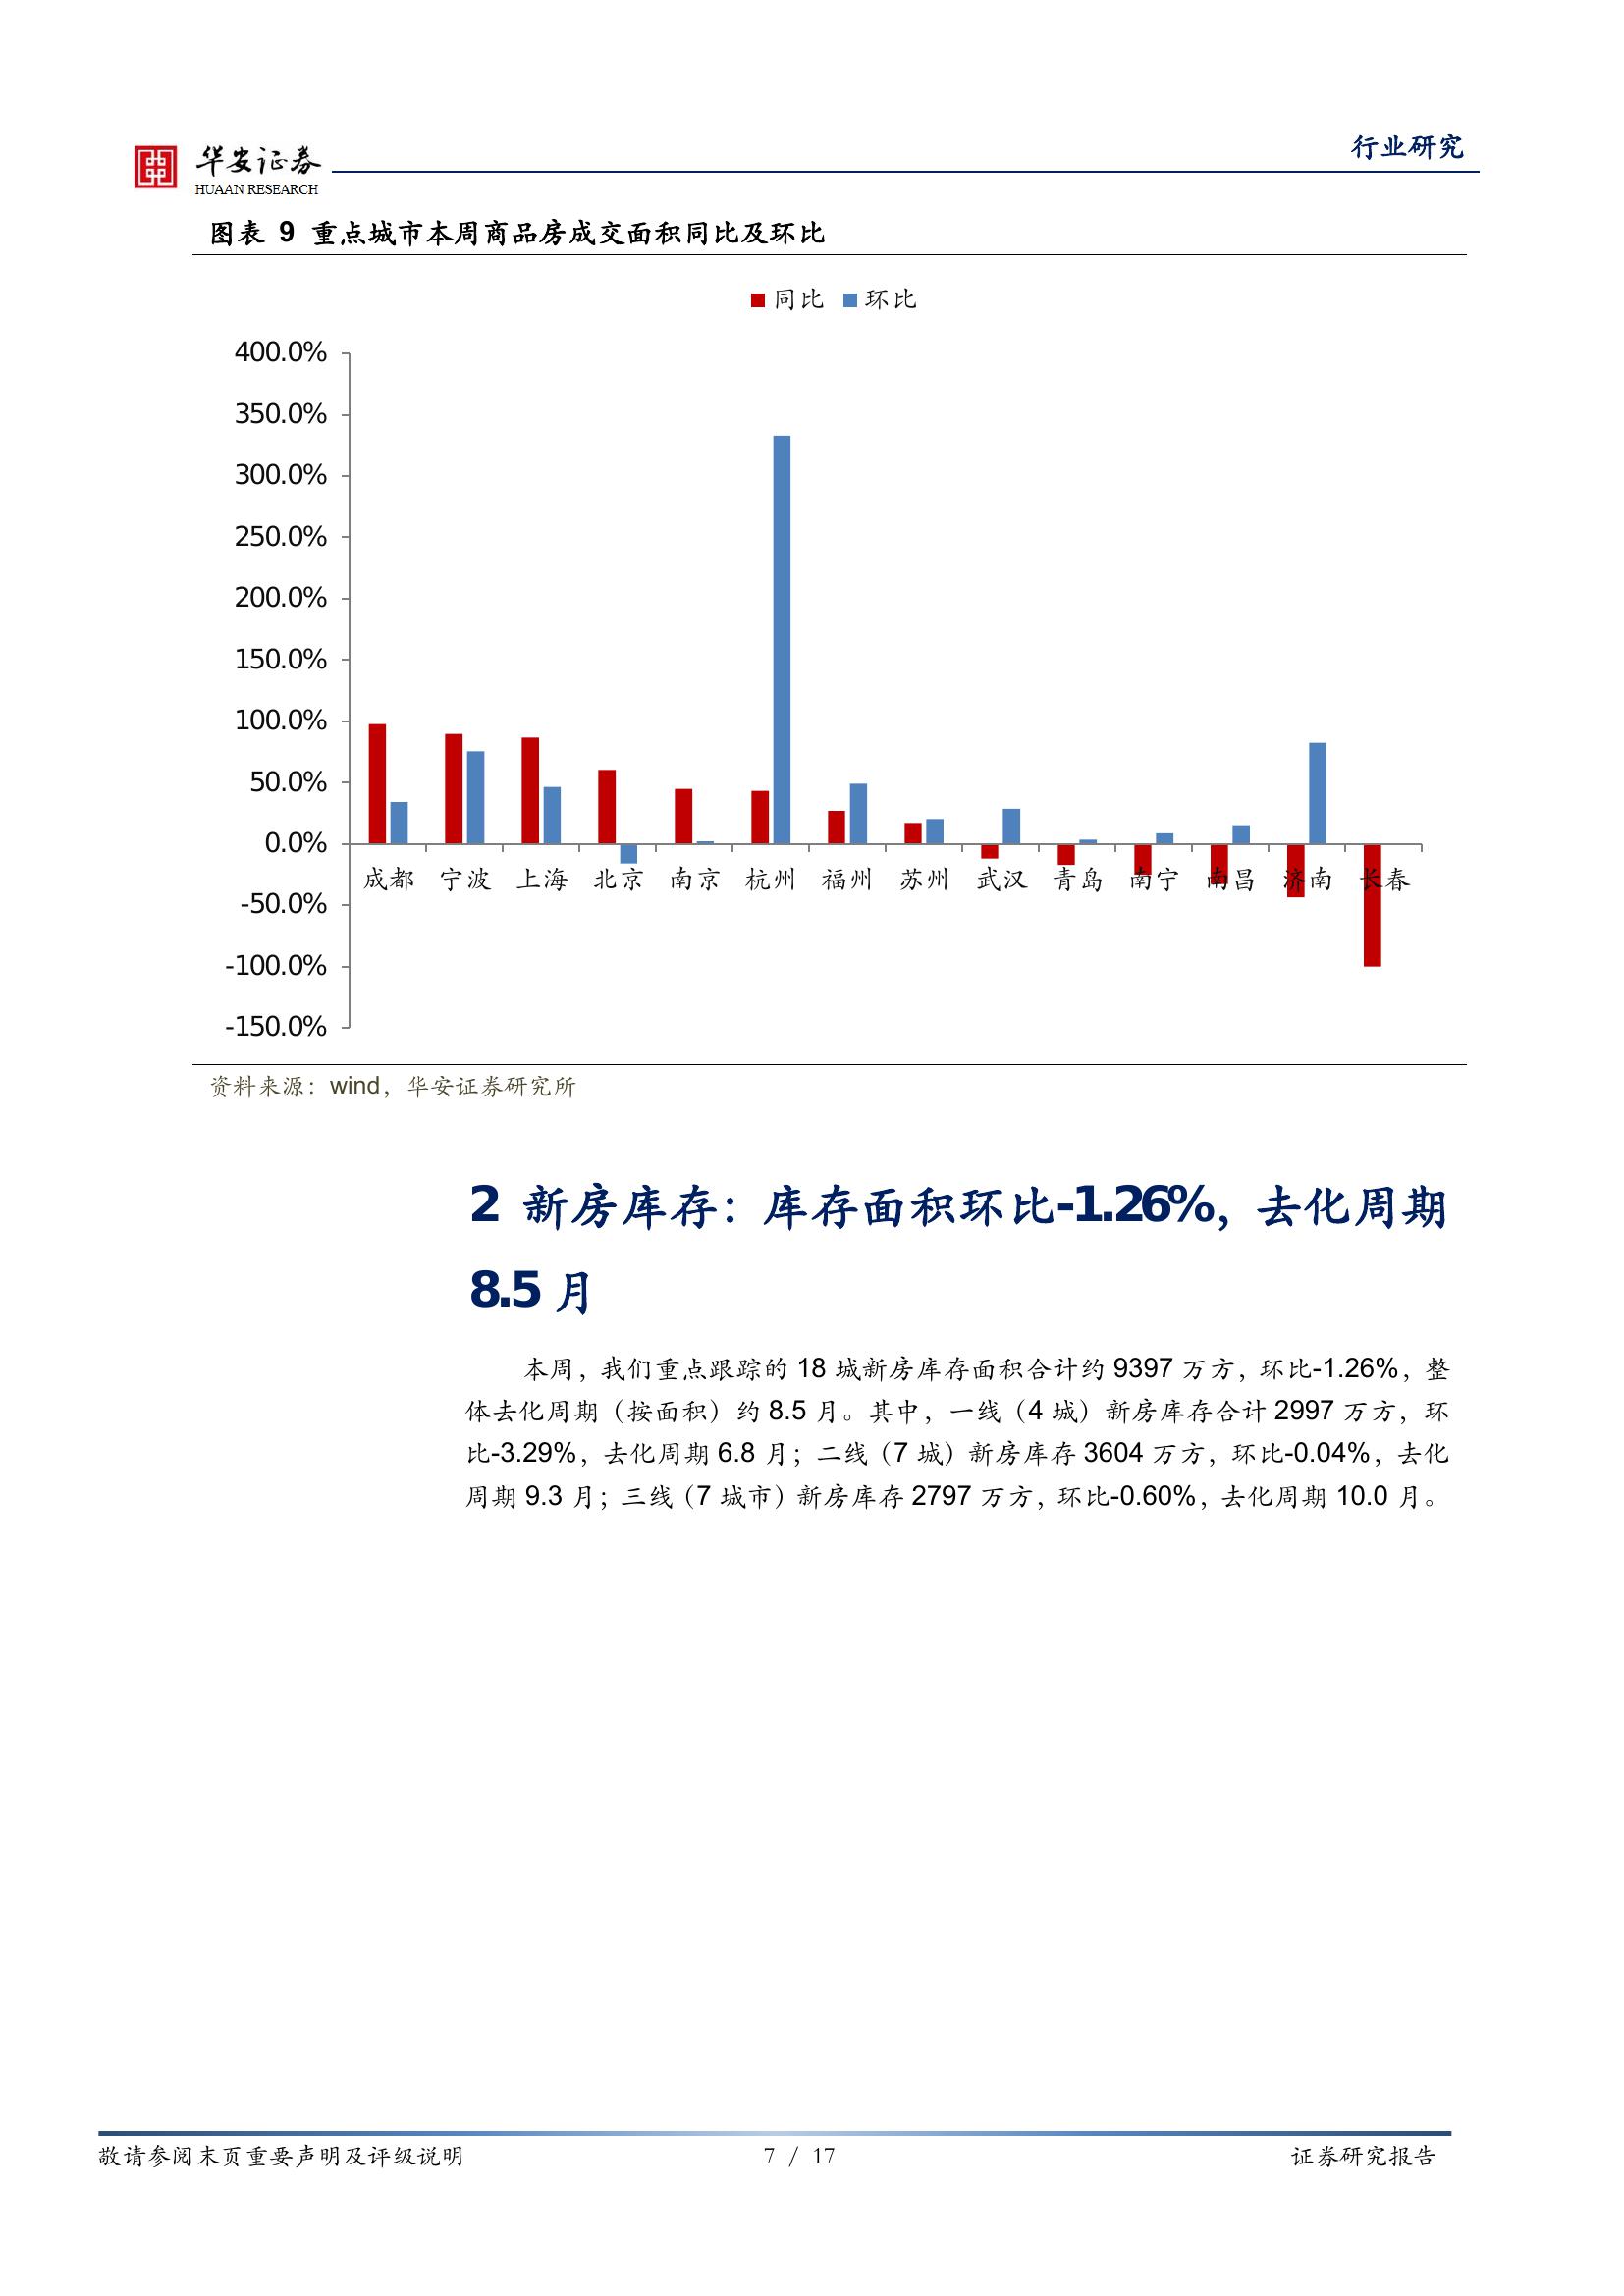 华安证券
HUAAN RESEARCH
行业研究
图表 9 重点城市本周商品房成交面积同比及环比
同比 环比
400.0%
350.0%
300.0%
250.0%
200.0%
150.0%
100.0%
50.0%
0.0%
-50.0%
-100.0%
-150.0%
成都 宁波 上海 北京 南京 杭州 福州 苏州 武汉 青岛 南宁 南昌 济南 长春
资料来源：wind，华安证券研究所
2 新房库存：库存面积环比-1.26%，去化周期
8.5 月
本周，我们重点跟踪的 18 城新房库存面积合计约 9397 万方，环比-1.26%，整
体去化周期（按面积）约 8.5 月。其中，一线（4 城）新房库存合计 2997 万方，环
比-3.29%，去化周期 6.8 月；二线（7 城）新房库存 3604 万方，环比-0.04%，去化
周期 9.3 月；三线（7 城市）新房库存 2797 万方，环比-0.60%，去化周期 10.0 月。
敬请参阅末页重要声明及评级说明 7 / 17 证券研究报告